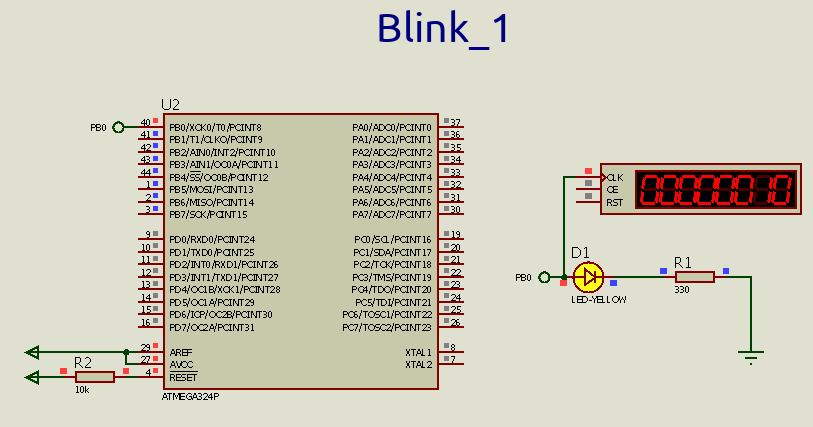 Blink_1
U2
PB0
40 PB0/XCK0/T0/PCINT8 PA0/ADC0/PCINT0 37
41 PB1/T1/CLKO/PCINT9 PA1/ADC1/PCINT1 36
42 PB2/AIN0/INT2/PCINT10 PA2/ADC2/PCINT2 35
43 PB3/AIN1/OC0A/PCINT11 PA3/ADC3/PCINT3 34
44 PB4/SS/OC0B/PCINT12 PA4/ADC4/PCINT4 33
1 PB5/MOSI/PCINT13 PA5/ADC5/PCINT5 32
2 PB6/MISO/PCINT14 PA6/ADC6/PCINT6 31
3 PB7/SCK/PCINT15 PA7/ADC7/PCINT7 30
9 PD0/RXD0/PCINT24 PC0/SCL/PCINT16 19
10 PD1/TXD0/PCINT25 PC1/SDA/PCINT17 20
11 PD2/INT0/RXD1/PCINT26 PC2/TCK/PCINT18 21
12 PD3/INT1/TXD1/PCINT27 PC3/TMS/PCINT19 22
13 PD4/OC1B/XCK1/PCINT28 PC4/TDO/PCINT20 23
14 PD5/OC1A/PCINT29 PC5/TDI/PCINT21 24
15 PD6/ICP/OC2B/PCINT30 PC6/TOSC1/PCINT22 25
16 PD7/OC2A/PCINT31 PC7/TOSC2/PCINT23 26
29 AREF XTAL1 8
27 AVCC XTAL2 7
4 RESET
R2
10k
ATMEGA324P
CLK
CE
RST
000000 10
D1
PB0
LED-YELLOW
R1
330